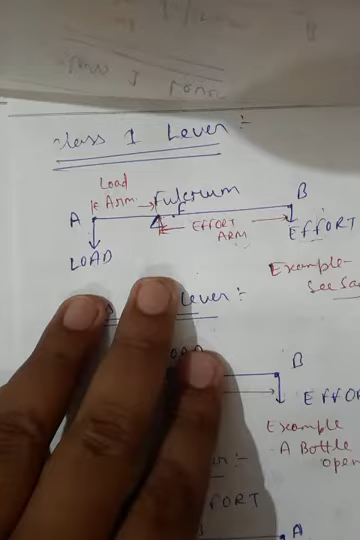 Class 1 Lever :-
Load
Arm
Fulcrum
F
A
B
EFFORT
ARM
EFFORT
LOAD
Example-
See Sa
Lever :-
B
EFFOR
Example
- A Bottle
open
:-
FORT
A